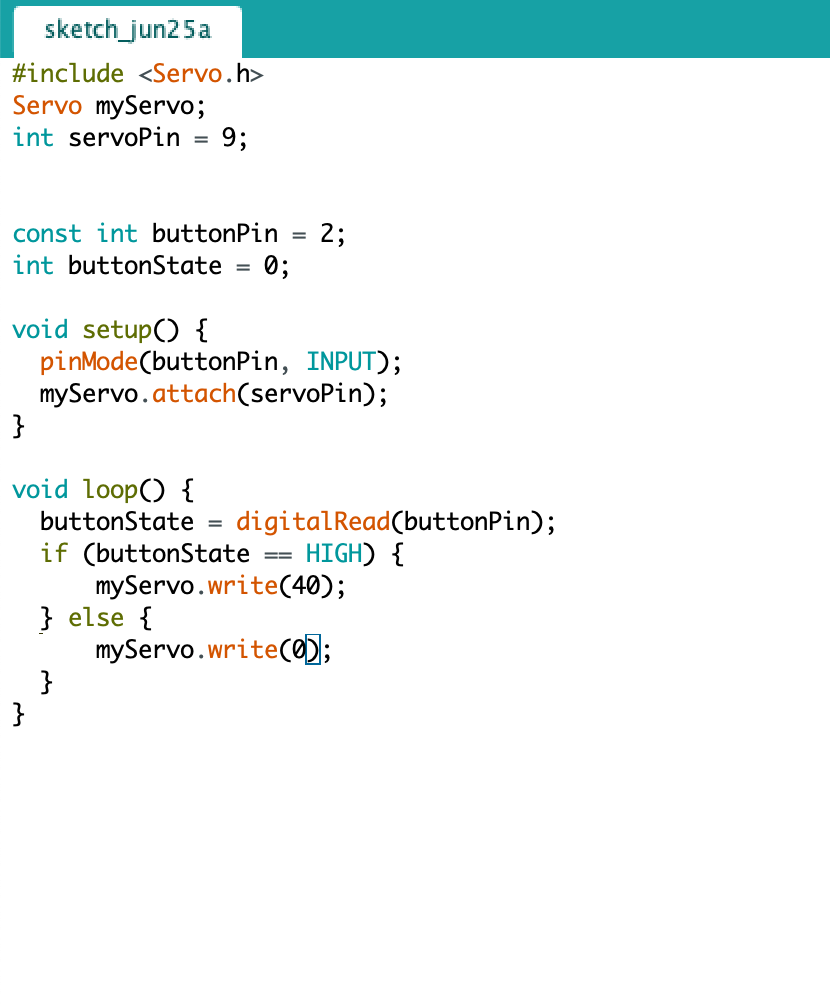 sketch_jun25a
#include <Servo.h>
Servo myServo;
int servoPin = 9;
const int buttonPin = 2;
int buttonState = 0;
void setup() {
  pinMode(buttonPin, INPUT);
  myServo.attach(servoPin);
}
void loop() {
  buttonState = digitalRead(buttonPin);
  if (buttonState == HIGH) {
      myServo.write(40);
  } else {
      myServo.write(0);
  }
}